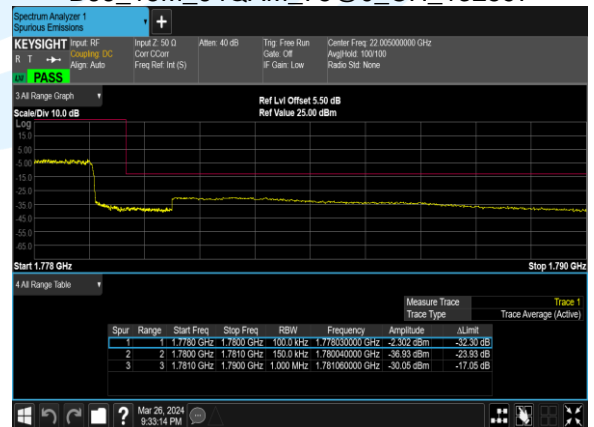 Spectrum Analyzer 1
Spurious Emissions
KEYSIGHT Input: RF
R T Coupling: DC
Align: Auto
LV PASS
Input Z: 50 Ω
Corr CCorr
Freq Ref: Int (S)
Atten: 40 dB
Trig: Free Run
Gate: Off
IF Gain: Low
Center Freq: 22.005000000 GHz
Avg|Hold: 100/100
Radio Std: None
3 All Range Graph
Scale/Div 10.0 dB
Ref Lvl Offset 5.50 dB
Ref Value 25.00 dBm
Log
15.0
5.00
-5.00
-15.0
-25.0
-35.0
-45.0
-55.0
-65.0
Start 1.778 GHz
Stop 1.790 GHz
4 All Range Table
Measure Trace Trace 1
Trace Type Trace Average (Active)
Spur Range Start Freq Stop Freq RBW Frequency Amplitude ΔLimit
1 1 1.7780 GHz 1.7800 GHz 100.0 kHz 1.778030000 GHz -2.302 dBm -32.30 dB
2 2 1.7800 GHz 1.7810 GHz 150.0 kHz 1.780040000 GHz -36.93 dBm -23.93 dB
3 3 1.7810 GHz 1.7900 GHz 1.000 MHz 1.781060000 GHz -30.05 dBm -17.05 dB
Mar 26, 2024
9:33:14 PM